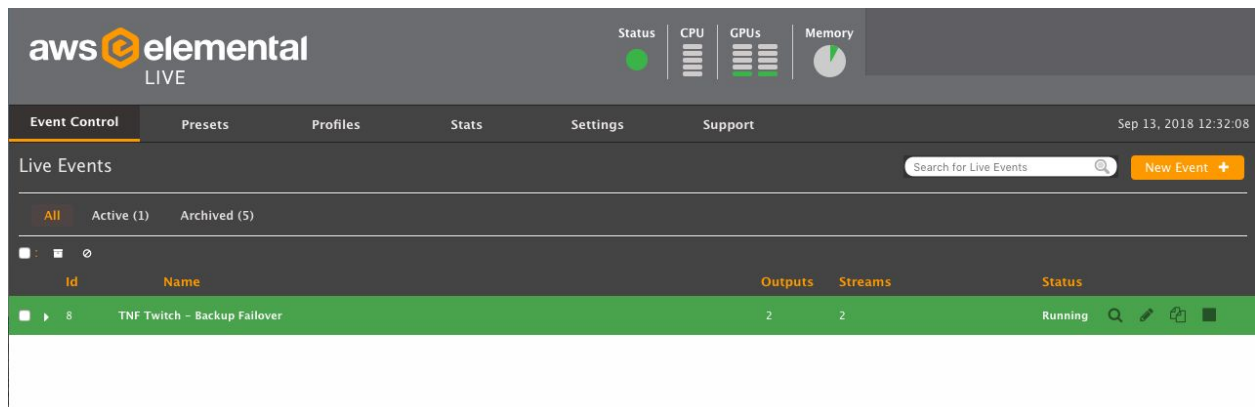 aws elemental
LIVE
Status CPU GPUs Memory
Event Control Presets Profiles Stats Settings Support Sep 13, 2018 12:32:08
Live Events Search for Live Events New Event +
All Active (1) Archived (5)
Id Name Outputs Streams Status
8 TNF Twitch – Backup Failover 2 2 Running